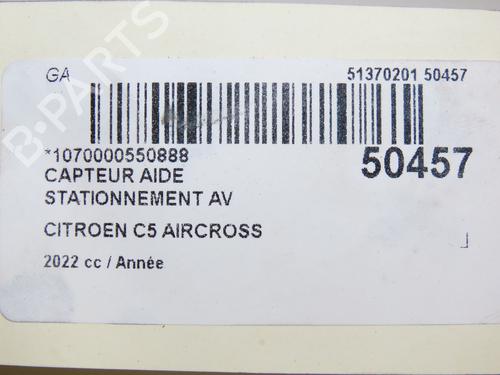 GA
51370201 50457
*1070000550888
50457
CAPTEUR AIDE
STATIONNEMENT AV
CITROEN C5 AIRCROSS
2022 cc / Année
B-PARTS